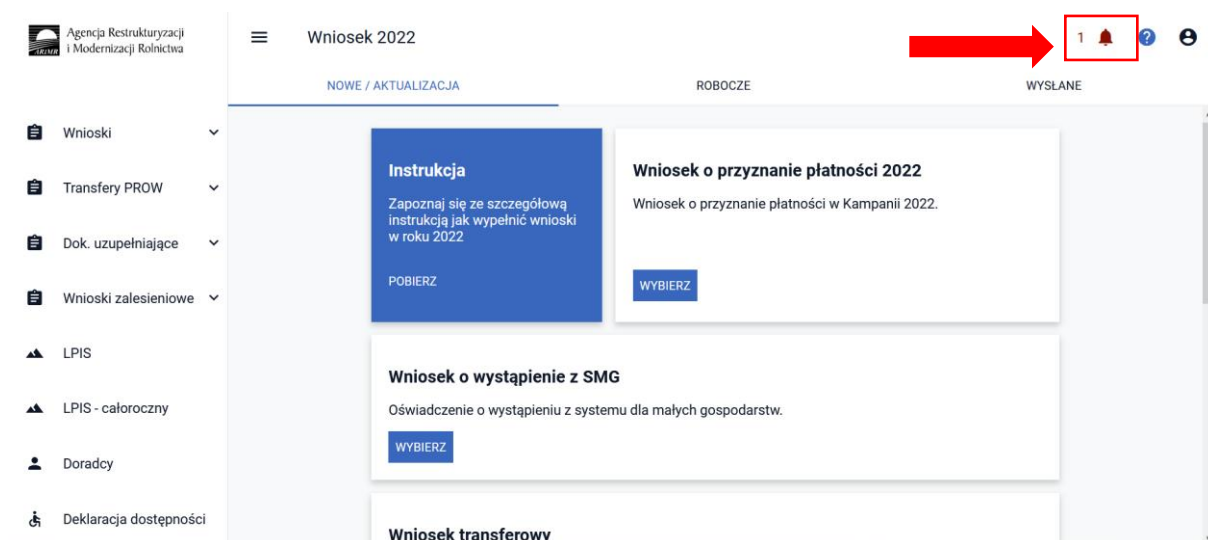 Agencja Restrukturyzacji
i Modernizacji Rolnictwa
ARiMR
Wniosek 2022
1
?
NOWE / AKTUALIZACJA
ROBOCZE
WYSŁANE
Wnioski
Transfery PROW
Dok. uzupełniające
Wnioski zalesieniowe
LPIS
LPIS - całoroczny
Doradcy
Deklaracja dostępności
Instrukcja
Zapoznaj się ze szczegółową
instrukcją jak wypełnić wnioski
w roku 2022
POBIERZ
Wniosek o przyznanie płatności 2022
Wniosek o przyznanie płatności w Kampanii 2022.
WYBIERZ
Wniosek o wystąpienie z SMG
Oświadczenie o wystąpieniu z systemu dla małych gospodarstw.
WYBIERZ
Wniosek transferowy